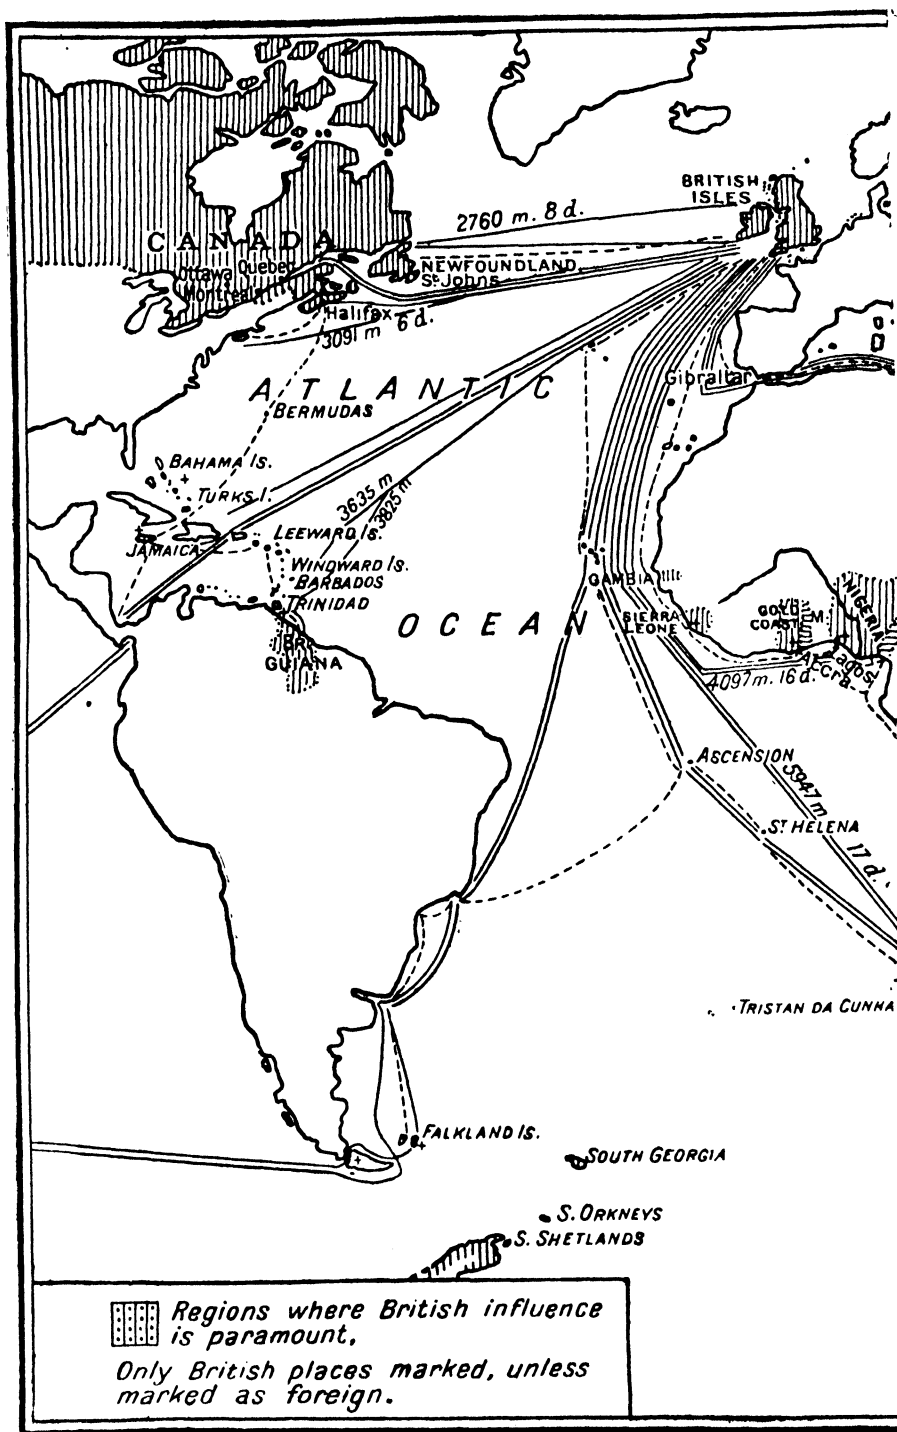 BRITISH
ISLES
2760 m. 8 d.
CANADA
Ottawa
Quebec
Montreal
NEWFOUNDLAND
St. Johns
Halifax
3091 m 6 d.
Gibraltar
ATLANTIC
BERMUDAS
BAHAMA Is.
TURKS I.
3635 m
3825 m
JAMAICA
LEEWARD Is.
WINDWARD Is.
BARBADOS
TRINIDAD
GAMBIA
SIERRA
LEONE
GOLD
COAST
NIGERIA
OCEAN
BR.
GUIANA
Accra
Lagos
4097 m. 16 d.
ASCENSION
5947 m
17 d.
St HELENA
TRISTAN DA CUNHA
FALKLAND Is.
SOUTH GEORGIA
S. ORKNEYS
S. SHETLANDS
Regions where British influence
is paramount.
Only British places marked, unless
marked as foreign.